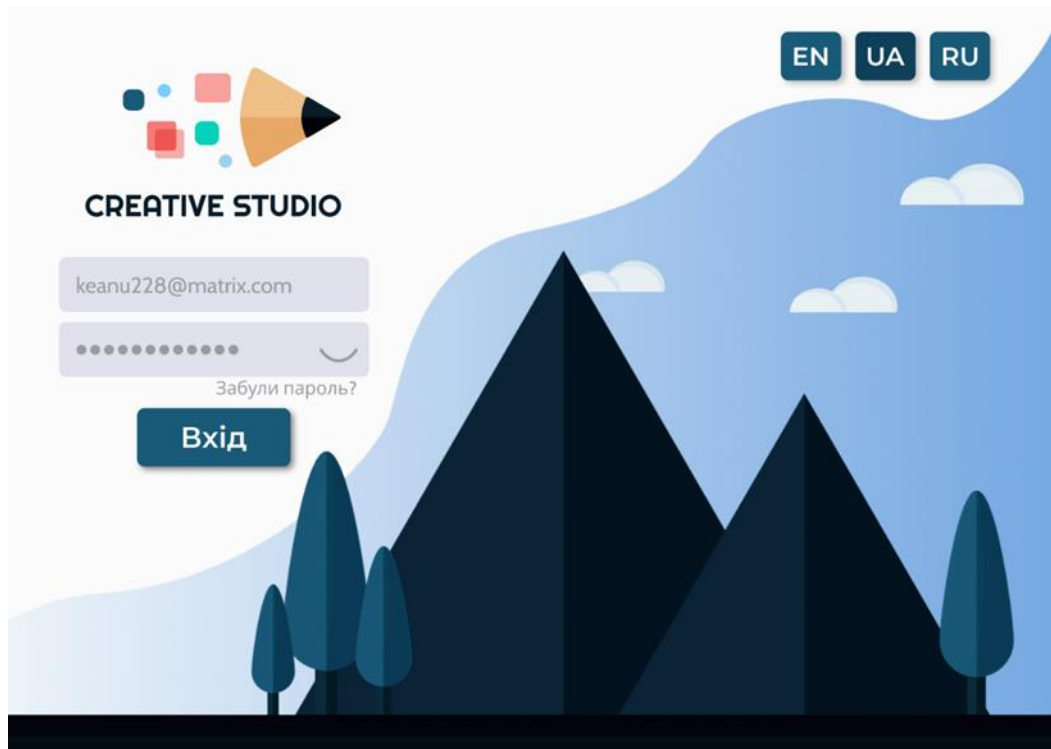 EN UA RU
CREATIVE STUDIO
keanu228@matrix.com
Забули пароль?
Вхід